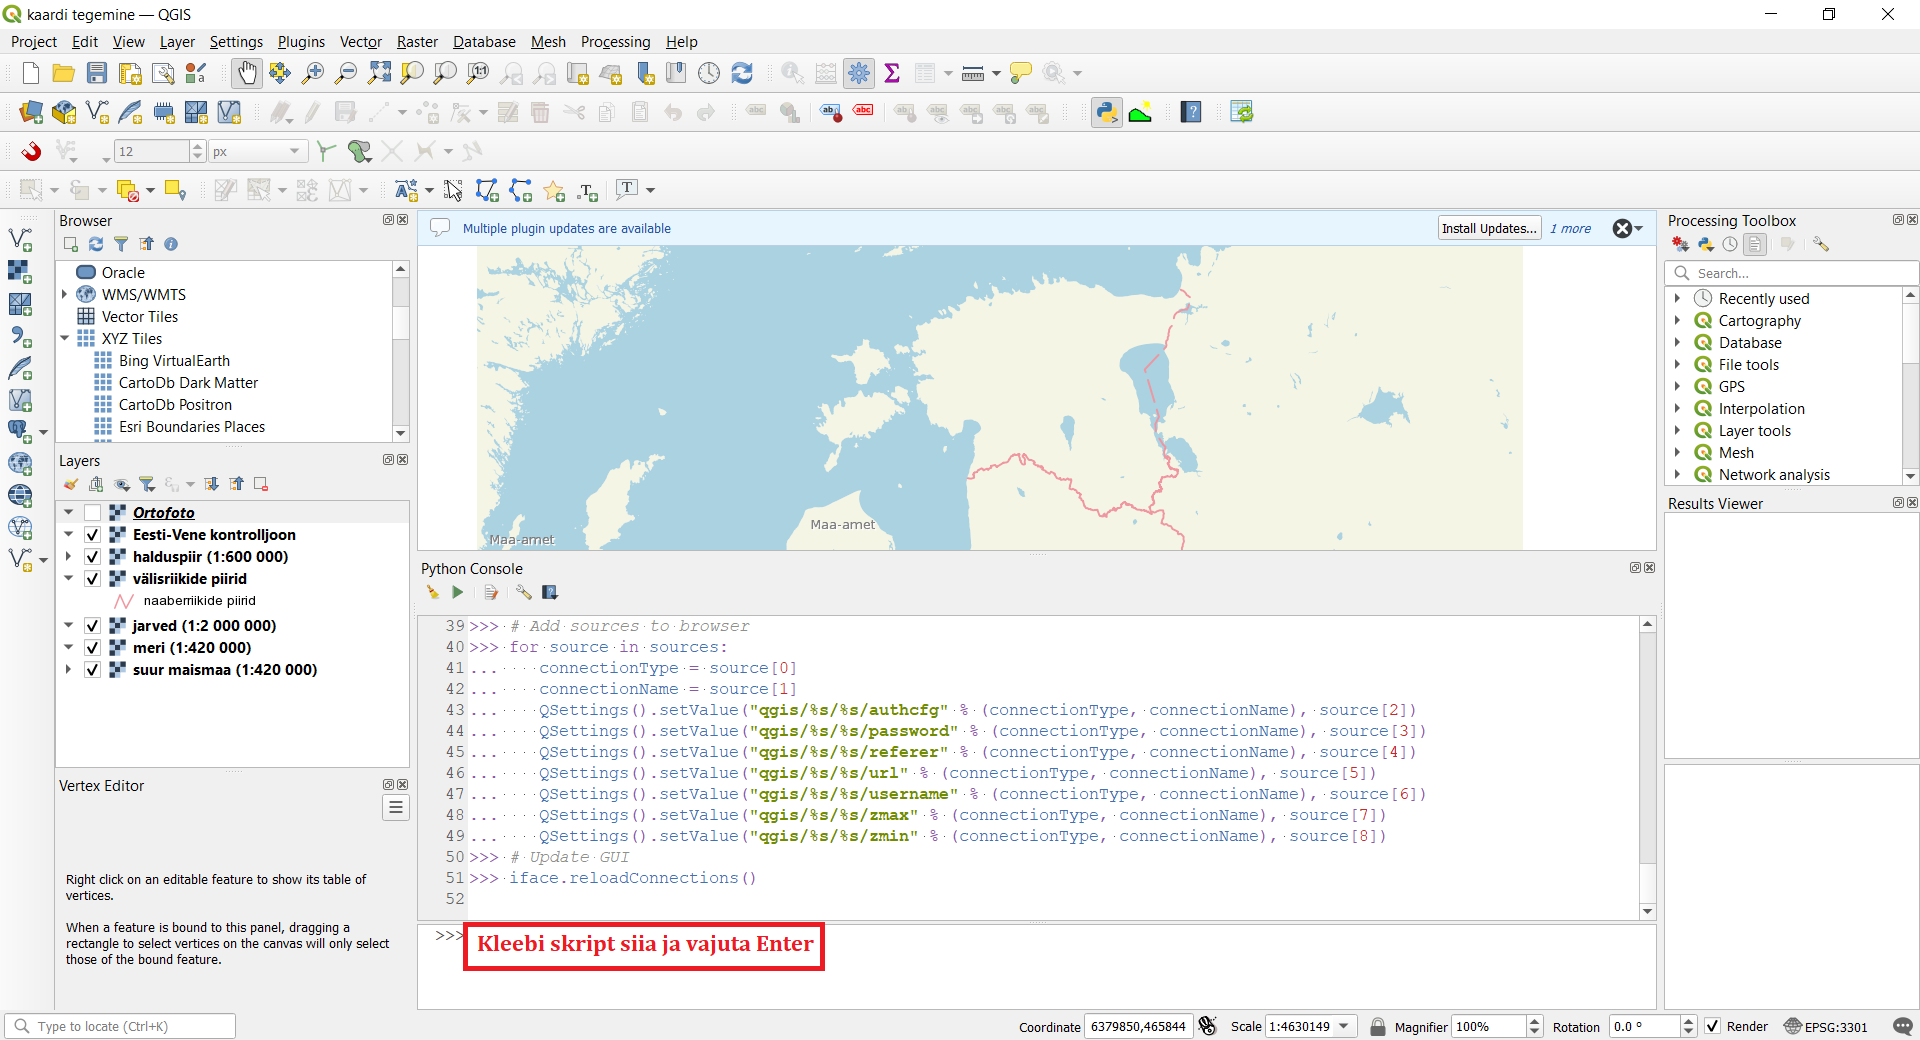 kaardi tegemine — QGIS
Project Edit View Layer Settings Plugins Vector Raster Database Mesh Processing Help
12 px
Browser
Oracle
WMS/WMTS
Vector Tiles
XYZ Tiles
Bing VirtualEarth
CartoDb Dark Matter
CartoDb Positron
Esri Boundaries Places
Layers
Ortofoto
Eesti-Vene kontrolljoon
halduspiir (1:600 000)
välisriikide piirid
naaberriikide piirid
jarved (1:2 000 000)
meri (1:420 000)
suur maismaa (1:420 000)
Vertex Editor
Right click on an editable feature to show its table of
vertices.
When a feature is bound to this panel, dragging a
rectangle to select vertices on the canvas will only select
those of the bound feature.
Multiple plugin updates are available Install Updates... 1 more
Maa-amet
Maa-amet
Python Console
39 >>> # Add sources to browser
40 >>> for source in sources:
41 ...     connectionType = source[0]
42 ...     connectionName = source[1]
43 ...     QSettings().setValue("qgis/%s/%s/authcfg" % (connectionType, connectionName), source[2])
44 ...     QSettings().setValue("qgis/%s/%s/password" % (connectionType, connectionName), source[3])
45 ...     QSettings().setValue("qgis/%s/%s/referer" % (connectionType, connectionName), source[4])
46 ...     QSettings().setValue("qgis/%s/%s/url" % (connectionType, connectionName), source[5])
47 ...     QSettings().setValue("qgis/%s/%s/username" % (connectionType, connectionName), source[6])
48 ...     QSettings().setValue("qgis/%s/%s/zmax" % (connectionType, connectionName), source[7])
49 ...     QSettings().setValue("qgis/%s/%s/zmin" % (connectionType, connectionName), source[8])
50 >>> # Update GUI
51 >>> iface.reloadConnections()
52
>>> Kleebi skript siia ja vajuta Enter
Processing Toolbox
Search...
Recently used
Cartography
Database
File tools
GPS
Interpolation
Layer tools
Mesh
Network analysis
Results Viewer
Type to locate (Ctrl+K) Coordinate 6379850,465844 Scale 1:4630149 Magnifier 100% Rotation 0.0 ° Render EPSG:3301